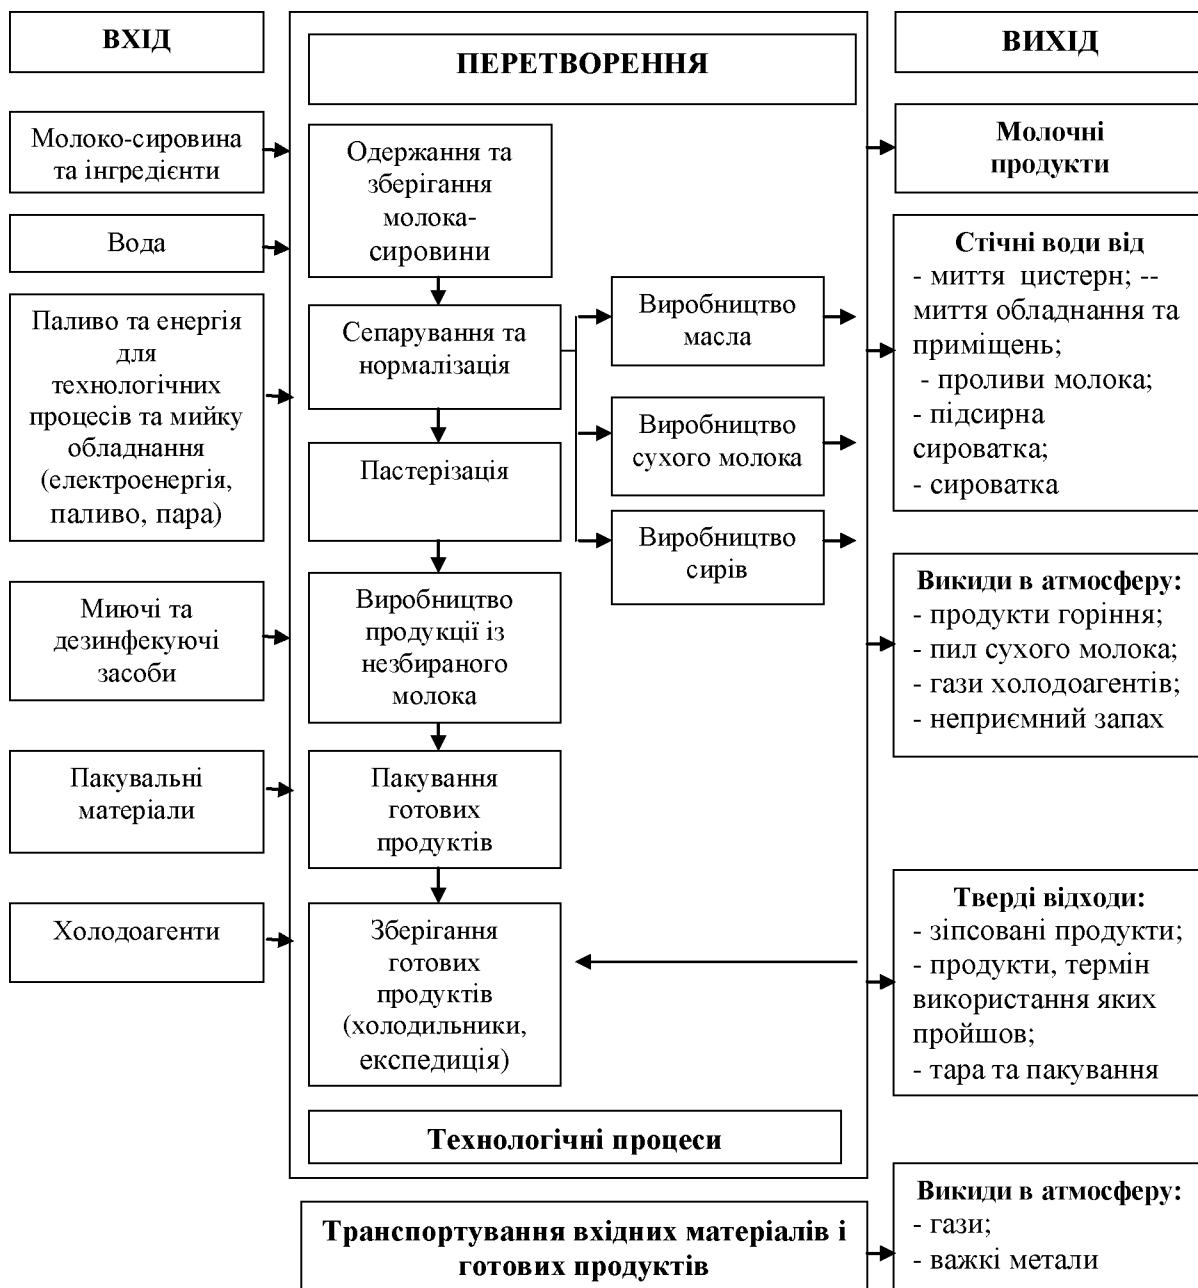 ВХІД
ПЕРЕТВОРЕННЯ
ВИХІД
Молоко-сировина
та інгредієнти
Вода
Паливо та енергія
для
технологічних
процесів та мийку
обладнання
(електроенергія,
паливо, пара)
Миючі та
дезинфекуючі
засоби
Пакувальні
матеріали
Холодоагенти
Одержання та
зберігання
молока-
сировини
Сепарування та
нормалізація
Пастерізація
Виробництво
продукції із
незбираного
молока
Пакування
готових
продуктів
Зберігання
готових
продуктів
(холодильники,
експедиція)
Виробництво
масла
Виробництво
сухого молока
Виробництво
сирів
Технологічні процеси
Транспортування вхідних матеріалів і
готових продуктів
Молочні
продукти
Стічні води від
- миття цистерн; --
миття обладнання та
приміщень;
- проливи молока;
- підсирна
сироватка;
- сироватка
Викиди в атмосферу:
- продукти горіння;
- пил сухого молока;
- гази холодоагентів;
- неприємний запах
Тверді відходи:
- зіпсовані продукти;
- продукти, термін
використання яких
пройшов;
- тара та пакування
Викиди в атмосферу:
- гази;
- важкі метали